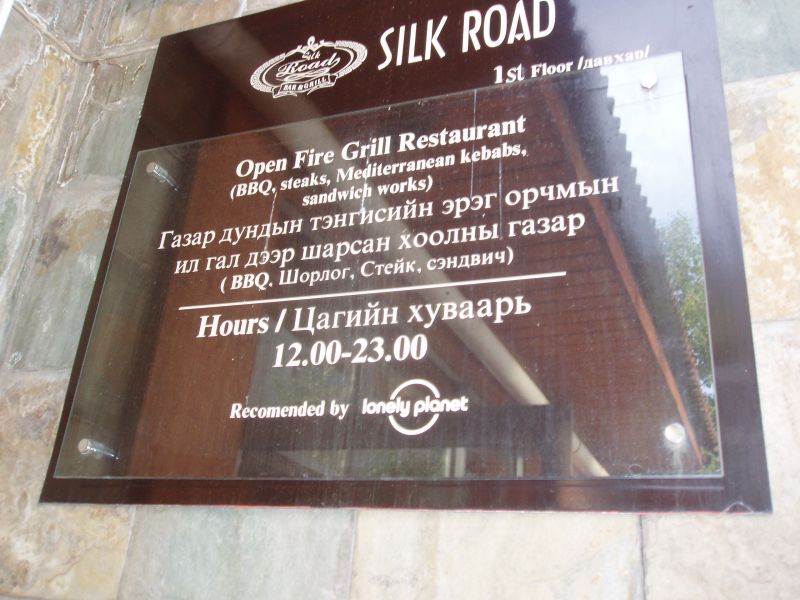 SILK ROAD
Silk
Road
BAR & GRILL
1st Floor /давхар/
Open Fire Grill Restaurant
(BBQ, steaks, Mediterranean kebabs,
sandwich works)
Газар дундын тэнгисийн эрэг орчмын
ил гал дээр шарсан хоолны газар
( BBQ. Шорлог, Стейк, сэндвич)
Hours / Цагийн хуваарь
12.00-23.00
Recomended by lonely planet